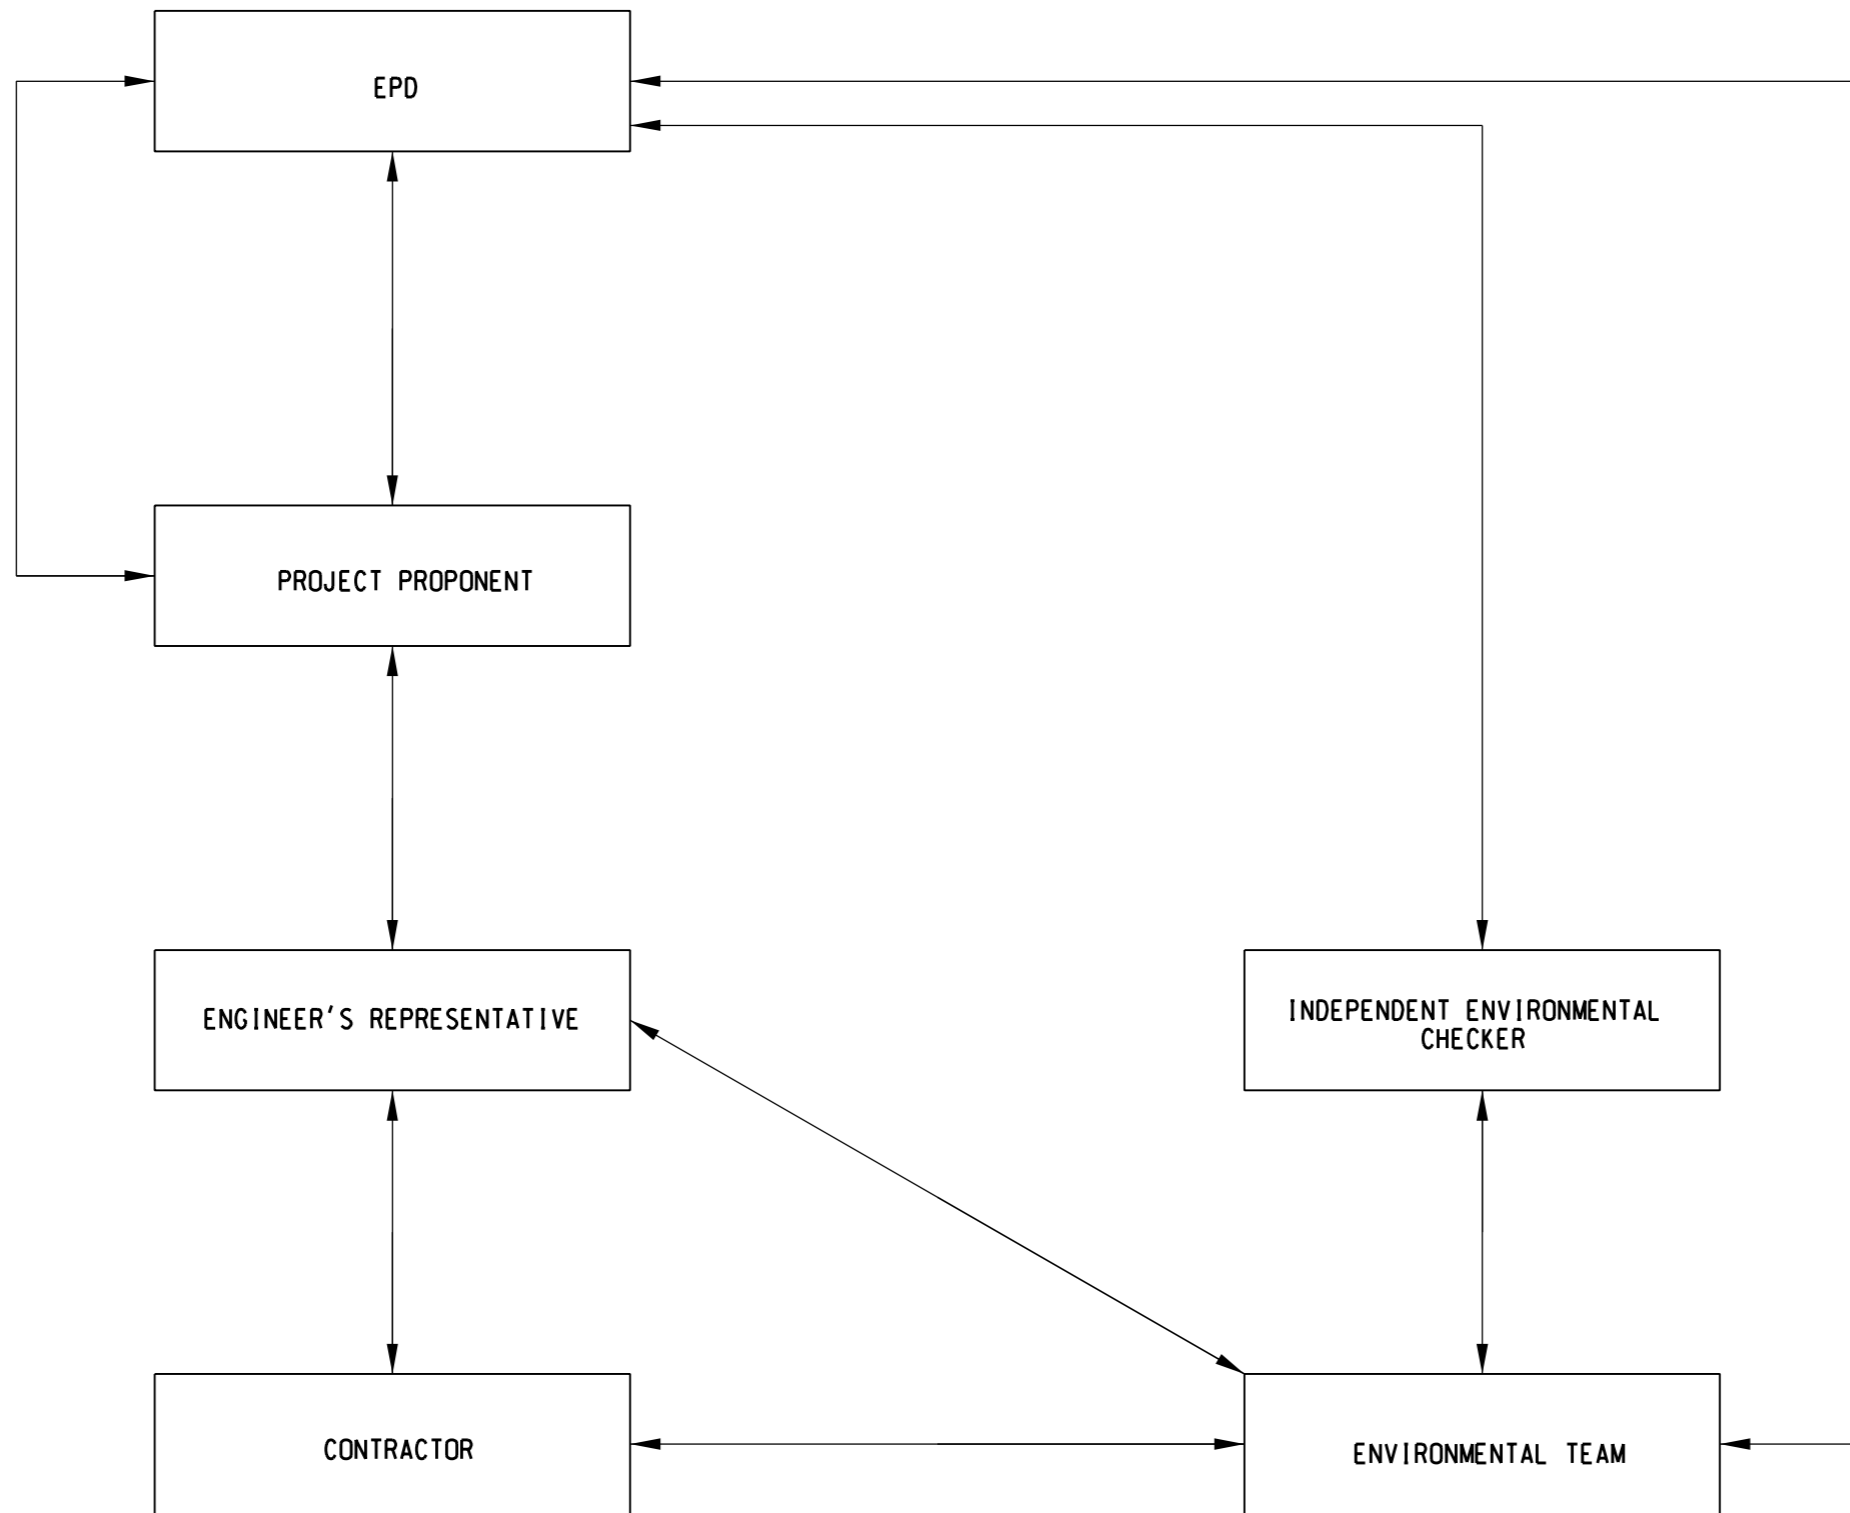 EPD
PROJECT PROPONENT
ENGINEER'S REPRESENTATIVE
INDEPENDENT ENVIRONMENTAL
CHECKER
CONTRACTOR
ENVIRONMENTAL TEAM